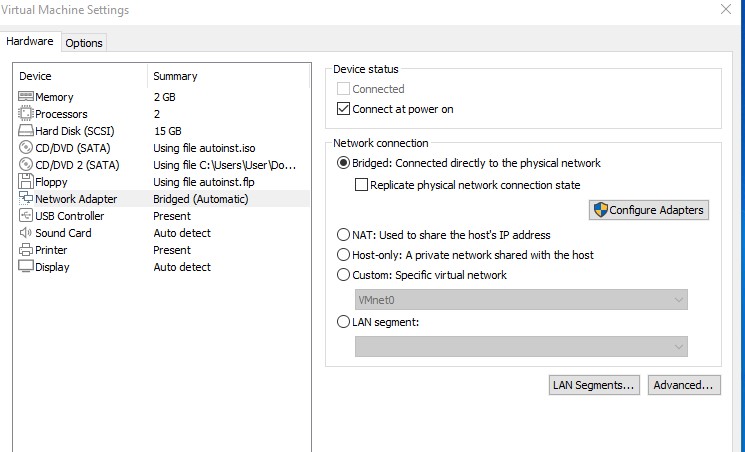 Virtual Machine Settings
Hardware
Options
Device Summary
Memory 2 GB
Processors 2
Hard Disk (SCSI) 15 GB
CD/DVD (SATA) Using file autoinst.iso
CD/DVD 2 (SATA) Using file C:\Users\User\Do...
Floppy Using file autoinst.flp
Network Adapter Bridged (Automatic)
USB Controller Present
Sound Card Auto detect
Printer Present
Display Auto detect
Device status
Connected
Connect at power on
Network connection
Bridged: Connected directly to the physical network
Replicate physical network connection state
Configure Adapters
NAT: Used to share the host's IP address
Host-only: A private network shared with the host
Custom: Specific virtual network
VMnet0
LAN segment:
LAN Segments... Advanced...